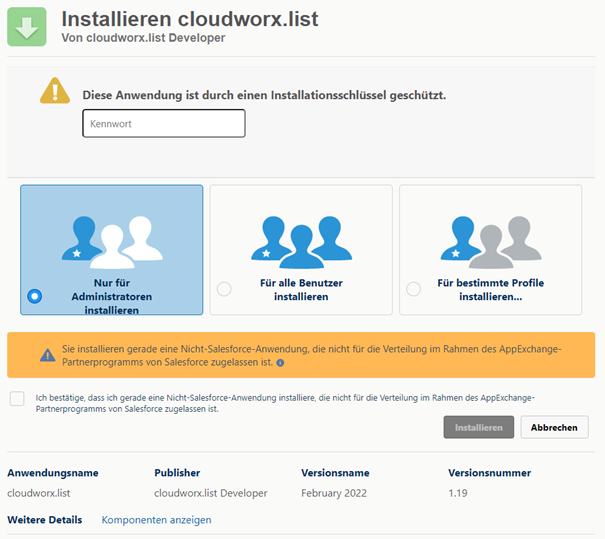 Installieren cloudworx.list
Von cloudworx.list Developer
Diese Anwendung ist durch einen Installationsschlüssel geschützt.
Kennwort
Nur für
Administratoren
installieren
Für alle Benutzer
installieren
Für bestimmte Profile
installieren...
Sie installieren gerade eine Nicht-Salesforce-Anwendung, die nicht für die Verteilung im Rahmen des AppExchange-
Partnerprogramms von Salesforce zugelassen ist.
Ich bestätige, dass ich gerade eine Nicht-Salesforce-Anwendung installiere, die nicht für die Verteilung im Rahmen des AppExchange-
Partnerprogramms von Salesforce zugelassen ist.
Installieren Abbrechen
Anwendungsname Publisher Versionsname Versionsnummer
cloudworx.list cloudworx.list Developer February 2022 1.19
Weitere Details Komponenten anzeigen